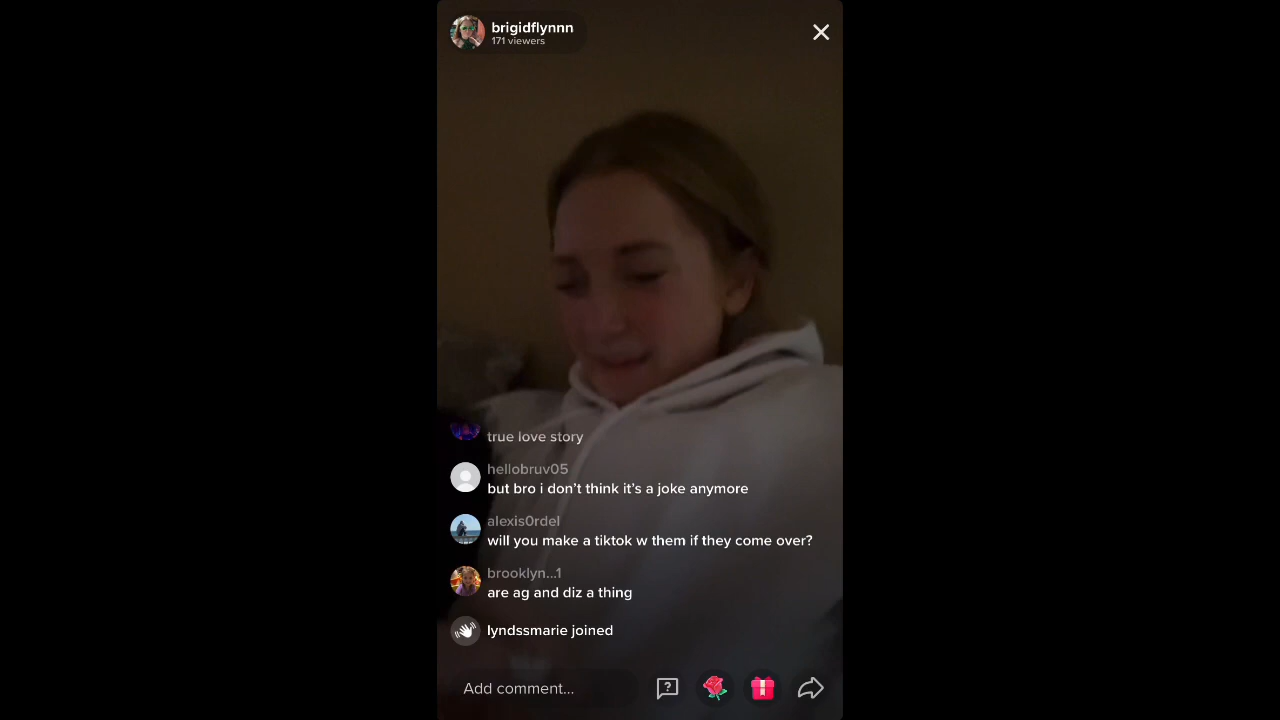 brigidflynnn
171 viewers
true love story
hellobruv05
but bro i don't think it's a joke anymore
alexis0rdel
will you make a tiktok w them if they come over?
brooklyn...1
are ag and diz a thing
lyndssmarie joined
Add comment...
?